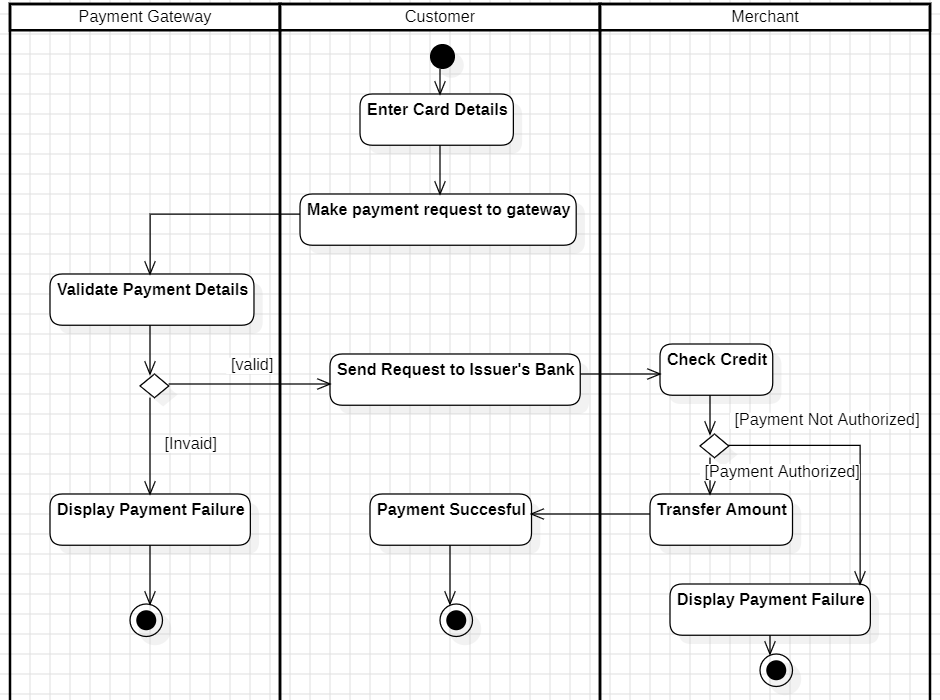 Payment Gateway
Customer
Merchant
Enter Card Details
Make payment request to gateway
Validate Payment Details
[valid]
Send Request to Issuer's Bank
Check Credit
[Payment Not Authorized]
[Invaid]
[Payment Authorized]
Display Payment Failure
Payment Succesful
Transfer Amount
Display Payment Failure